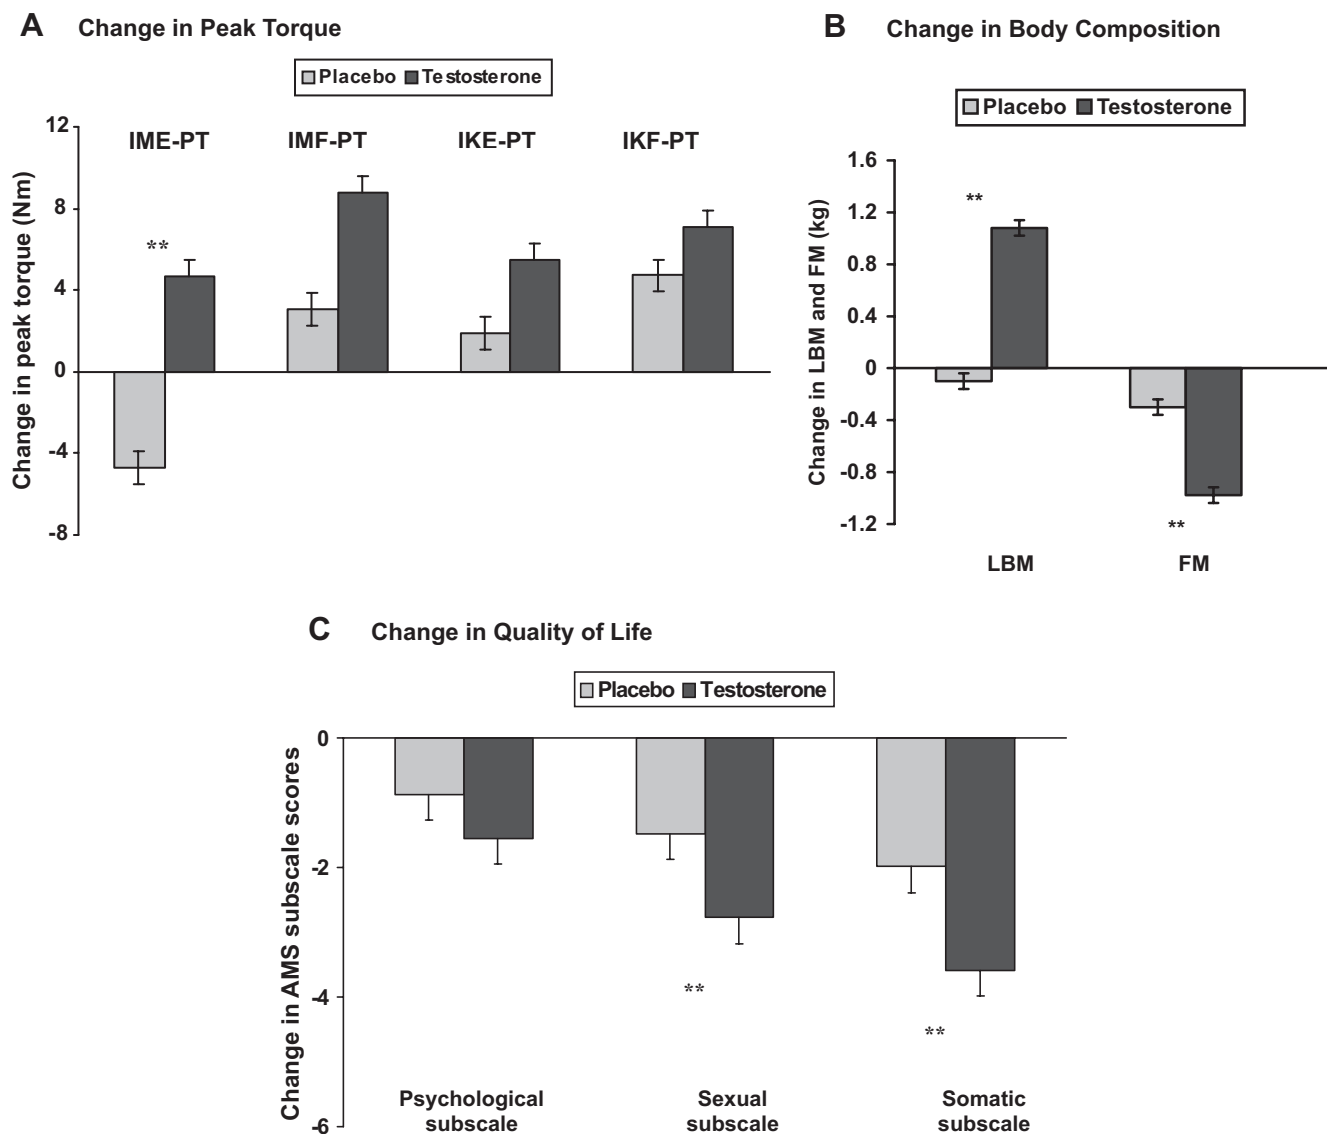 A Change in Peak Torque
Placebo Testosterone
IME-PT IMF-PT IKE-PT IKF-PT
Change in peak torque (Nm)
12
8
4
0
-4
-8
B Change in Body Composition
Placebo Testosterone
Change in LBM and FM (kg)
1.6
1.2
0.8
0.4
0
-0.4
-0.8
-1.2
**
**
**
LBM FM
C Change in Quality of Life
Placebo Testosterone
Change in AMS subscale scores
0
-2
-4
-6
**
**
Psychological subscale
Sexual subscale
Somatic subscale